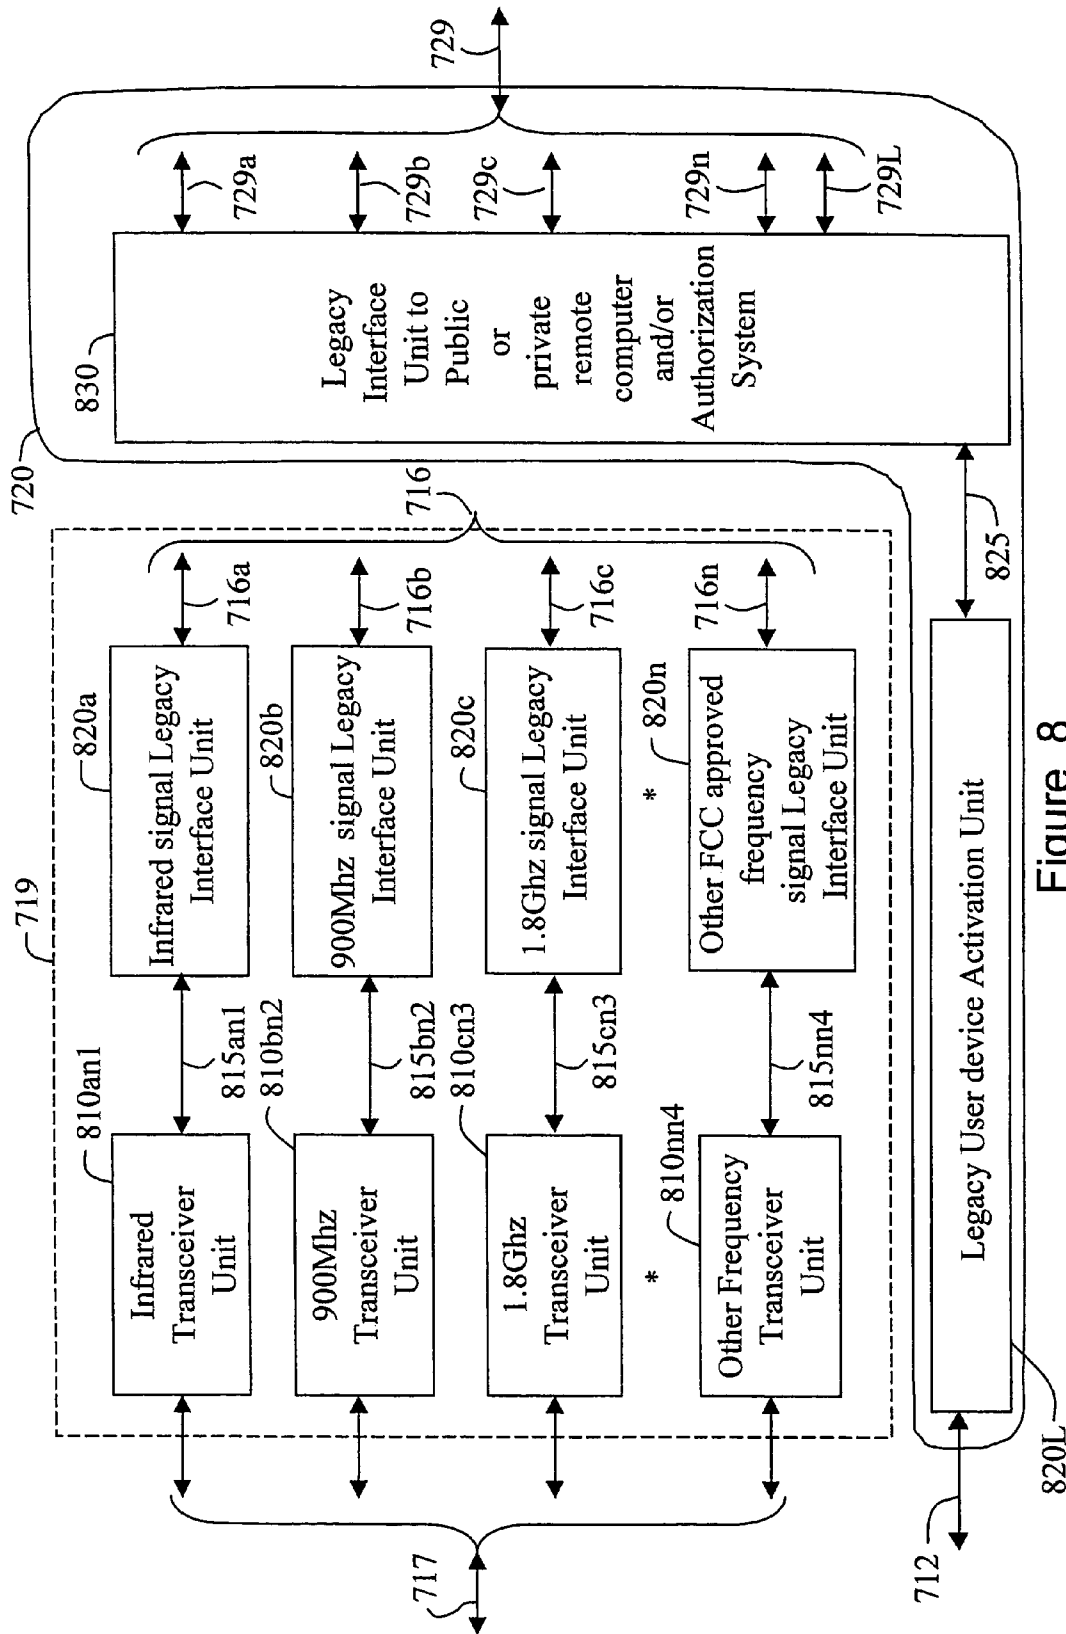 719
720
810an1
Infrared
Transceiver
Unit
815an1
820a
Infrared signal Legacy
Interface Unit
716a
716
830
Legacy
Interface
Unit to
Public
or
private
remote
computer
and/or
Authorization
System
729a
729
810bn2
900Mhz
Transceiver
Unit
815bn2
820b
900Mhz signal Legacy
Interface Unit
716b
729b
717
810cn3
1.8Ghz
Transceiver
Unit
815cn3
820c
1.8Ghz signal Legacy
Interface Unit
716c
729c
*
*
810nn4
Other Frequency
Transceiver
Unit
815nn4
820n
Other FCC approved
frequency
signal Legacy
Interface Unit
716n
729n
729L
712
820L
Legacy User device Activation Unit
825
Figure 8